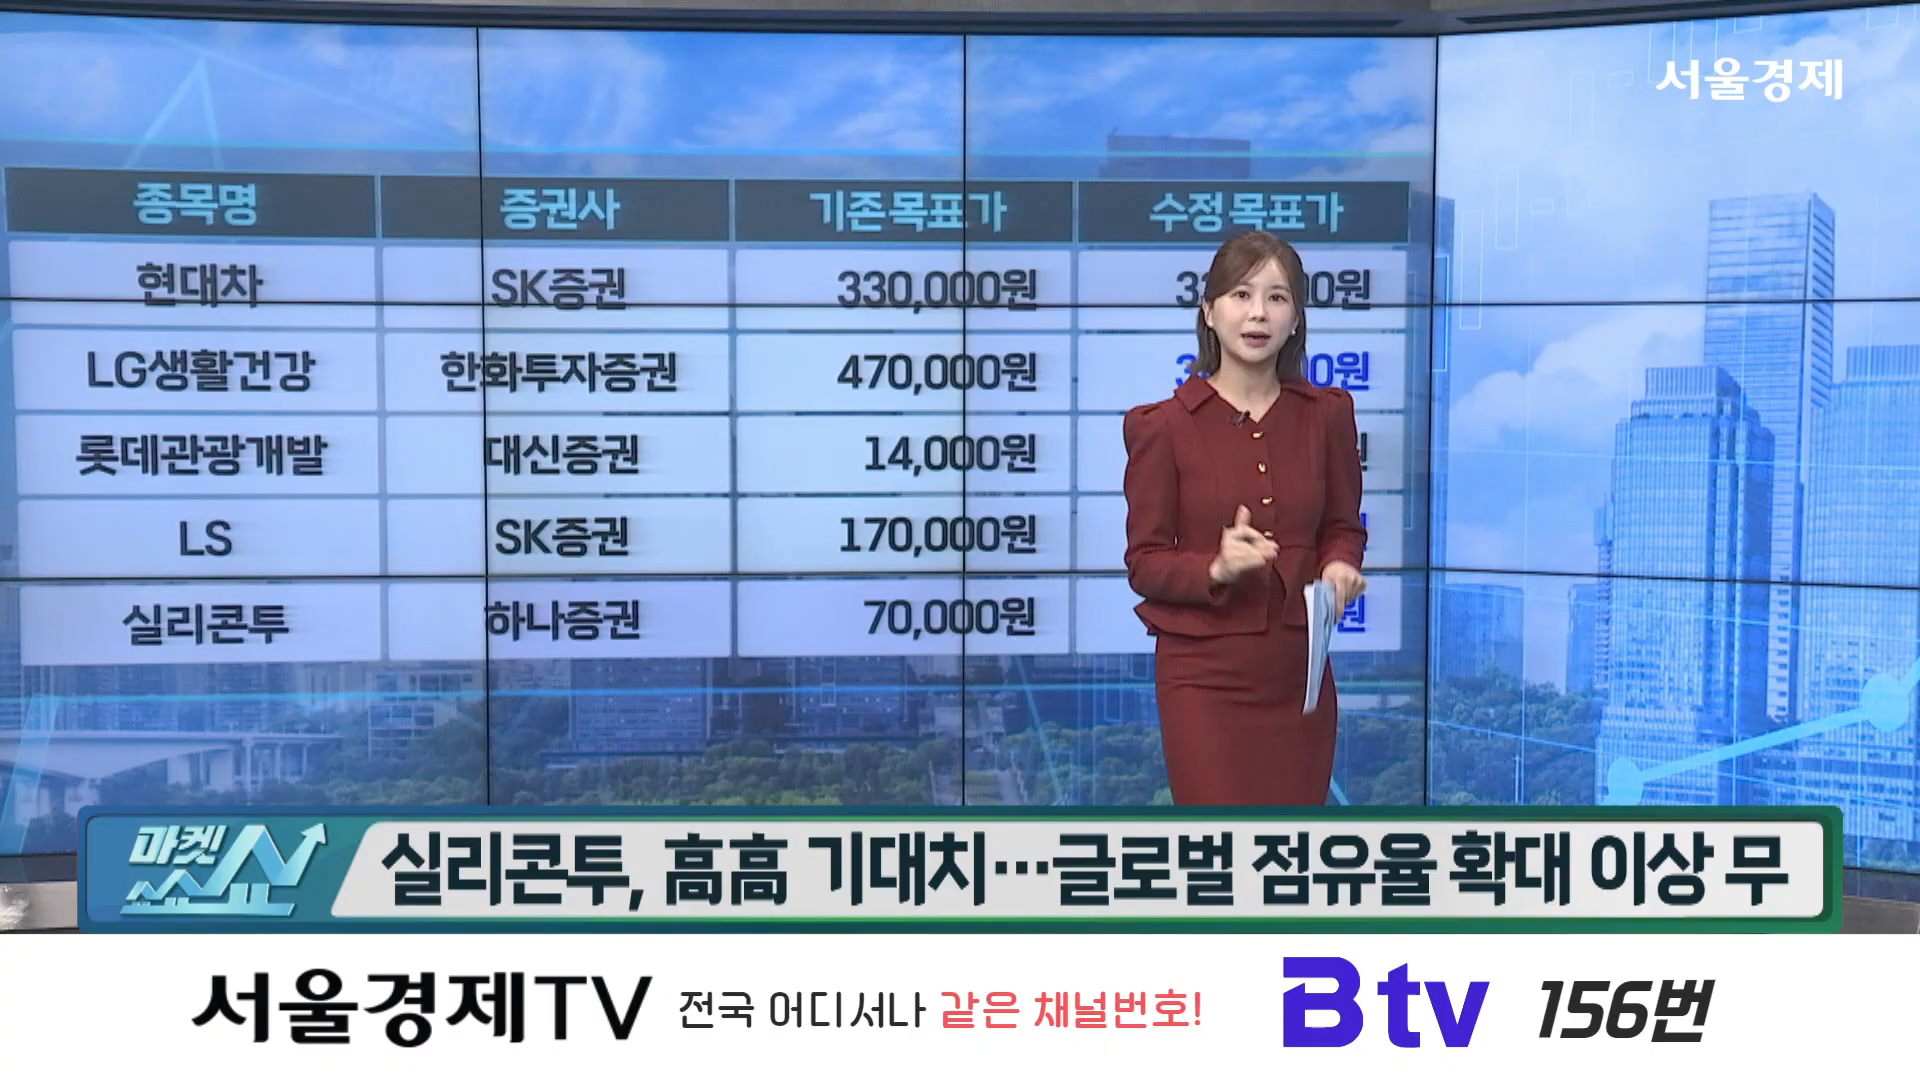 서울경제
종목명 증권사 기존목표가 수정목표가
현대차 SK증권 330,000원
LG생활건강 한화투자증권 470,000원
롯데관광개발 대신증권 14,000원
LS SK증권 170,000원
실리콘투 하나증권 70,000원
마켓쇼
실리콘투, 高高 기대치…글로벌 점유율 확대 이상 무
서울경제TV 전국 어디서나 같은 채널번호! B tv 156번